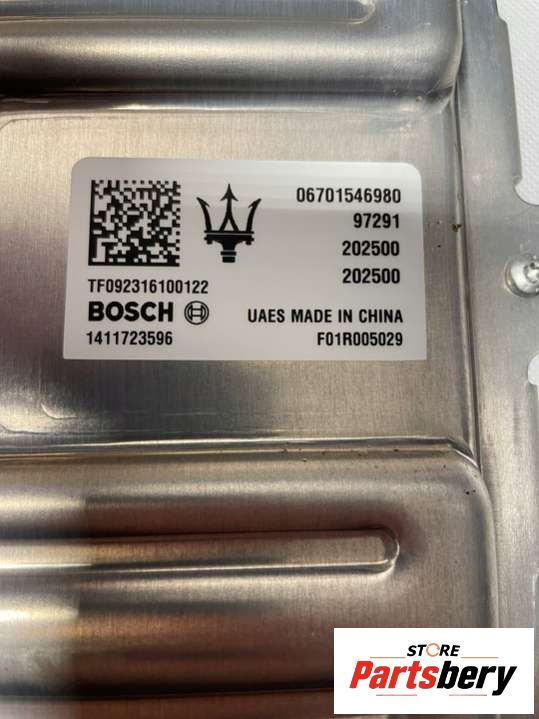 06701546980
97291
202500
202500
TF092316100122
BOSCH
UAES MADE IN CHINA
1411723596
F01R005029
STORE
Partsbery